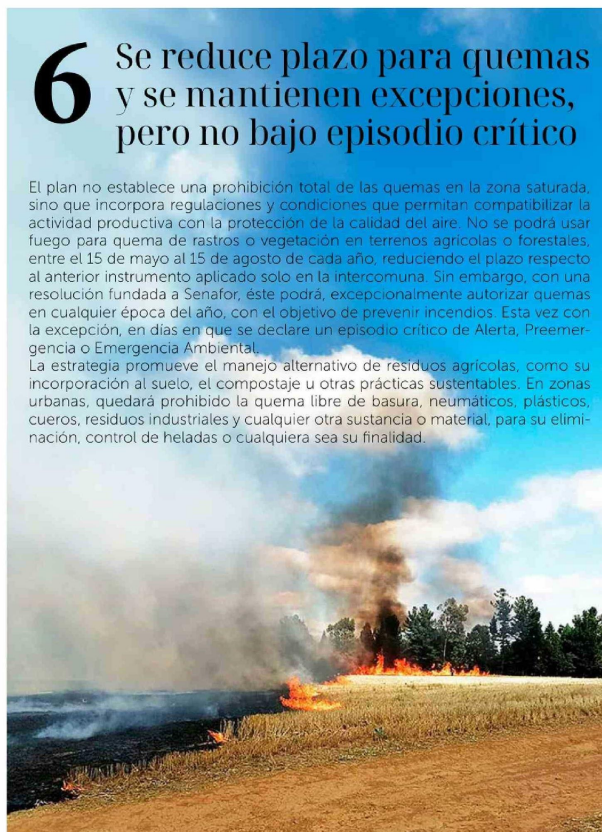 6
Se reduce plazo para quemas
y se mantienen excepciones,
pero no bajo episodio crítico
El plan no establece una prohibición total de las quemas en la zona saturada,
sino que incorpora regulaciones y condiciones que permitan compatibilizar la
actividad productiva con la protección de la calidad del aire. No se podrá usar
fuego para quema de rastros o vegetación en terrenos agrícolas o forestales,
entre el 15 de mayo al 15 de agosto de cada año, reduciendo el plazo respecto
al anterior instrumento aplicado solo en la intercomuna. Sin embargo, con una
resolución fundada a Senafor, éste podrá, excepcionalmente autorizar quemas
en cualquier época del año, con el objetivo de prevenir incendios. Esta vez con
la excepción, en días en que se declare un episodio crítico de Alerta, Preemer-
gencia o Emergencia Ambiental.
La estrategia promueve el manejo alternativo de residuos agrícolas, como su
incorporación al suelo, el compostaje u otras prácticas sustentables. En zonas
urbanas, quedará prohibido la quema libre de basura, neumáticos, plásticos,
cueros, residuos industriales y cualquier otra sustancia o material, para su elimi-
nación, control de heladas o cualquiera sea su finalidad.